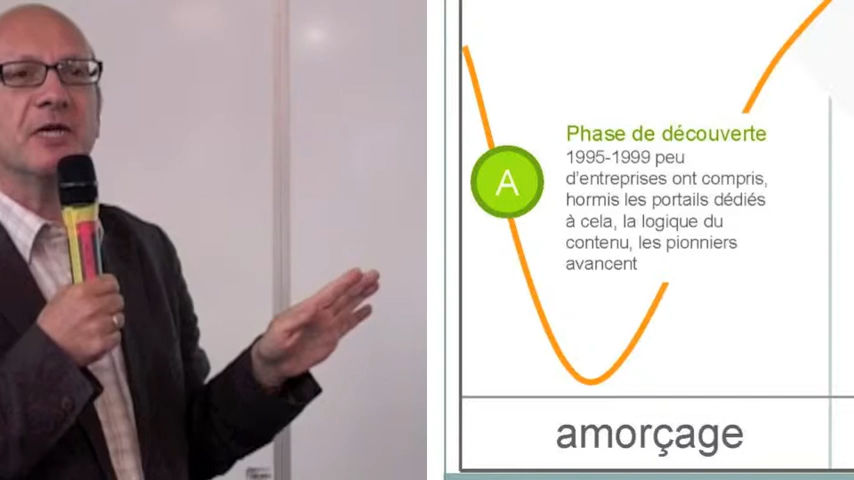 Phase de découverte
1995-1999 peu
d'entreprises ont compris,
hormis les portails dédiés
à cela, la logique du
contenu, les pionniers
avancent
A
amorçage